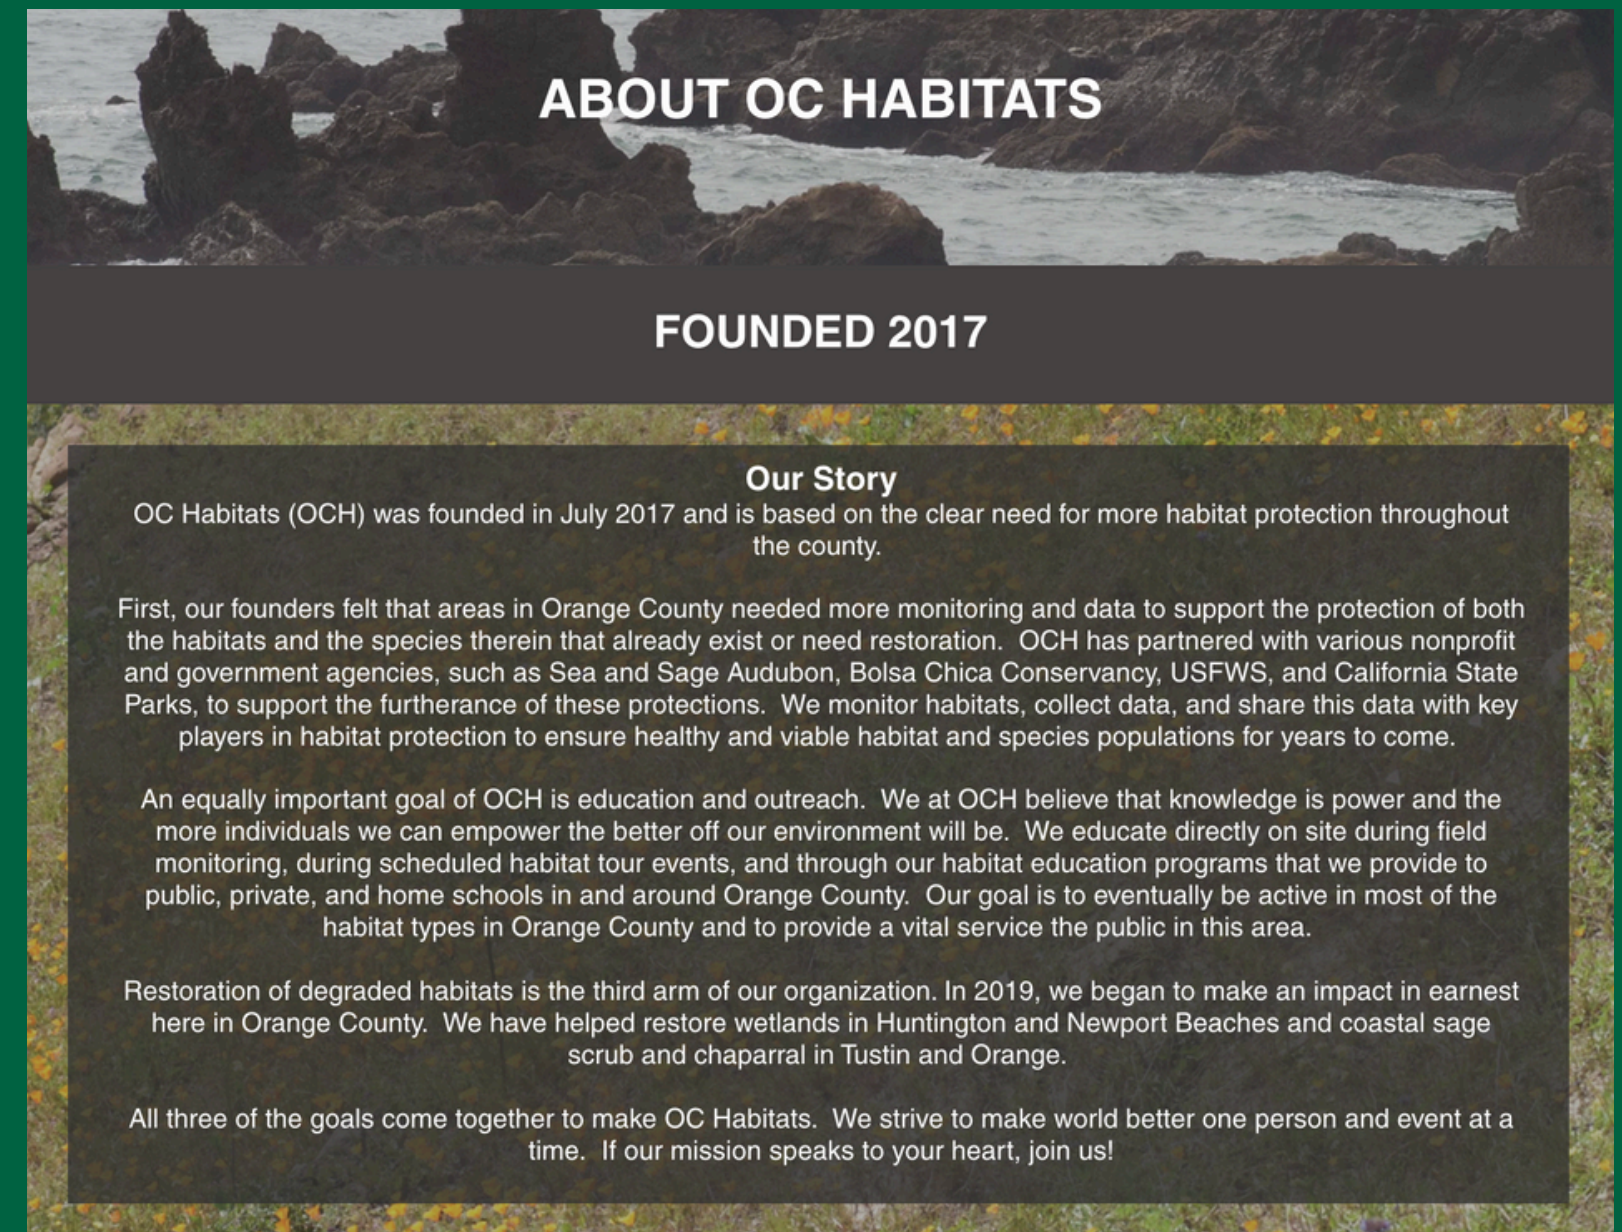 ABOUT OC HABITATS
FOUNDED 2017
Our Story
OC Habitats (OCH) was founded in July 2017 and is based on the clear need for more habitat protection throughout
the county.
First, our founders felt that areas in Orange County needed more monitoring and data to support the protection of both
the habitats and the species therein that already exist or need restoration.  OCH has partnered with various nonprofit
and government agencies, such as Sea and Sage Audubon, Bolsa Chica Conservancy, USFWS, and California State
Parks, to support the furtherance of these protections.  We monitor habitats, collect data, and share this data with key
players in habitat protection to ensure healthy and viable habitat and species populations for years to come.
An equally important goal of OCH is education and outreach.  We at OCH believe that knowledge is power and the
more individuals we can empower the better off our environment will be.  We educate directly on site during field
monitoring, during scheduled habitat tour events, and through our habitat education programs that we provide to
public, private, and home schools in and around Orange County.  Our goal is to eventually be active in most of the
habitat types in Orange County and to provide a vital service the public in this area.
Restoration of degraded habitats is the third arm of our organization. In 2019, we began to make an impact in earnest
here in Orange County.  We have helped restore wetlands in Huntington and Newport Beaches and coastal sage
scrub and chaparral in Tustin and Orange.
All three of the goals come together to make OC Habitats.  We strive to make world better one person and event at a
time.  If our mission speaks to your heart, join us!